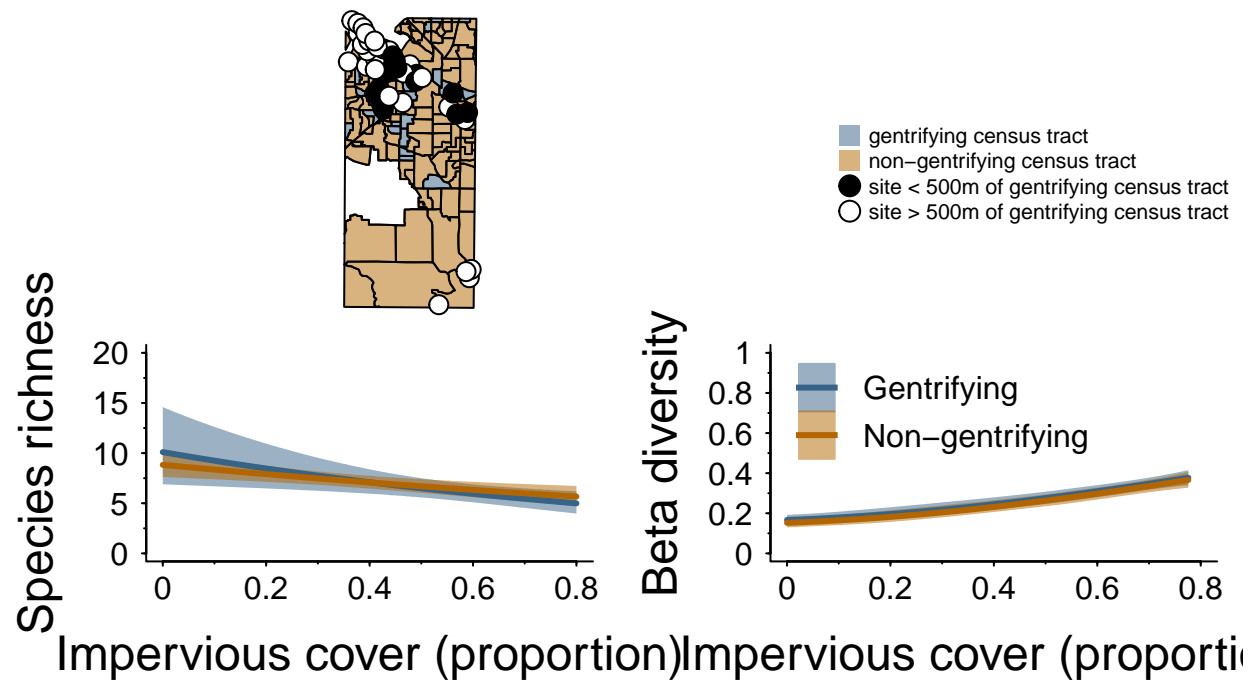 gentrifying census tract
non−gentrifying census tract
site < 500m of gentrifying census tract
site > 500m of gentrifying census tract
Species richness
20
15
10
5
0
0 0.2 0.4 0.6 0.8
Impervious cover (proportion)
Beta diversity
1
0.8
0.6
0.4
0.2
0
Gentrifying
Non−gentrifying
0 0.2 0.4 0.6 0.8
Impervious cover (proporti